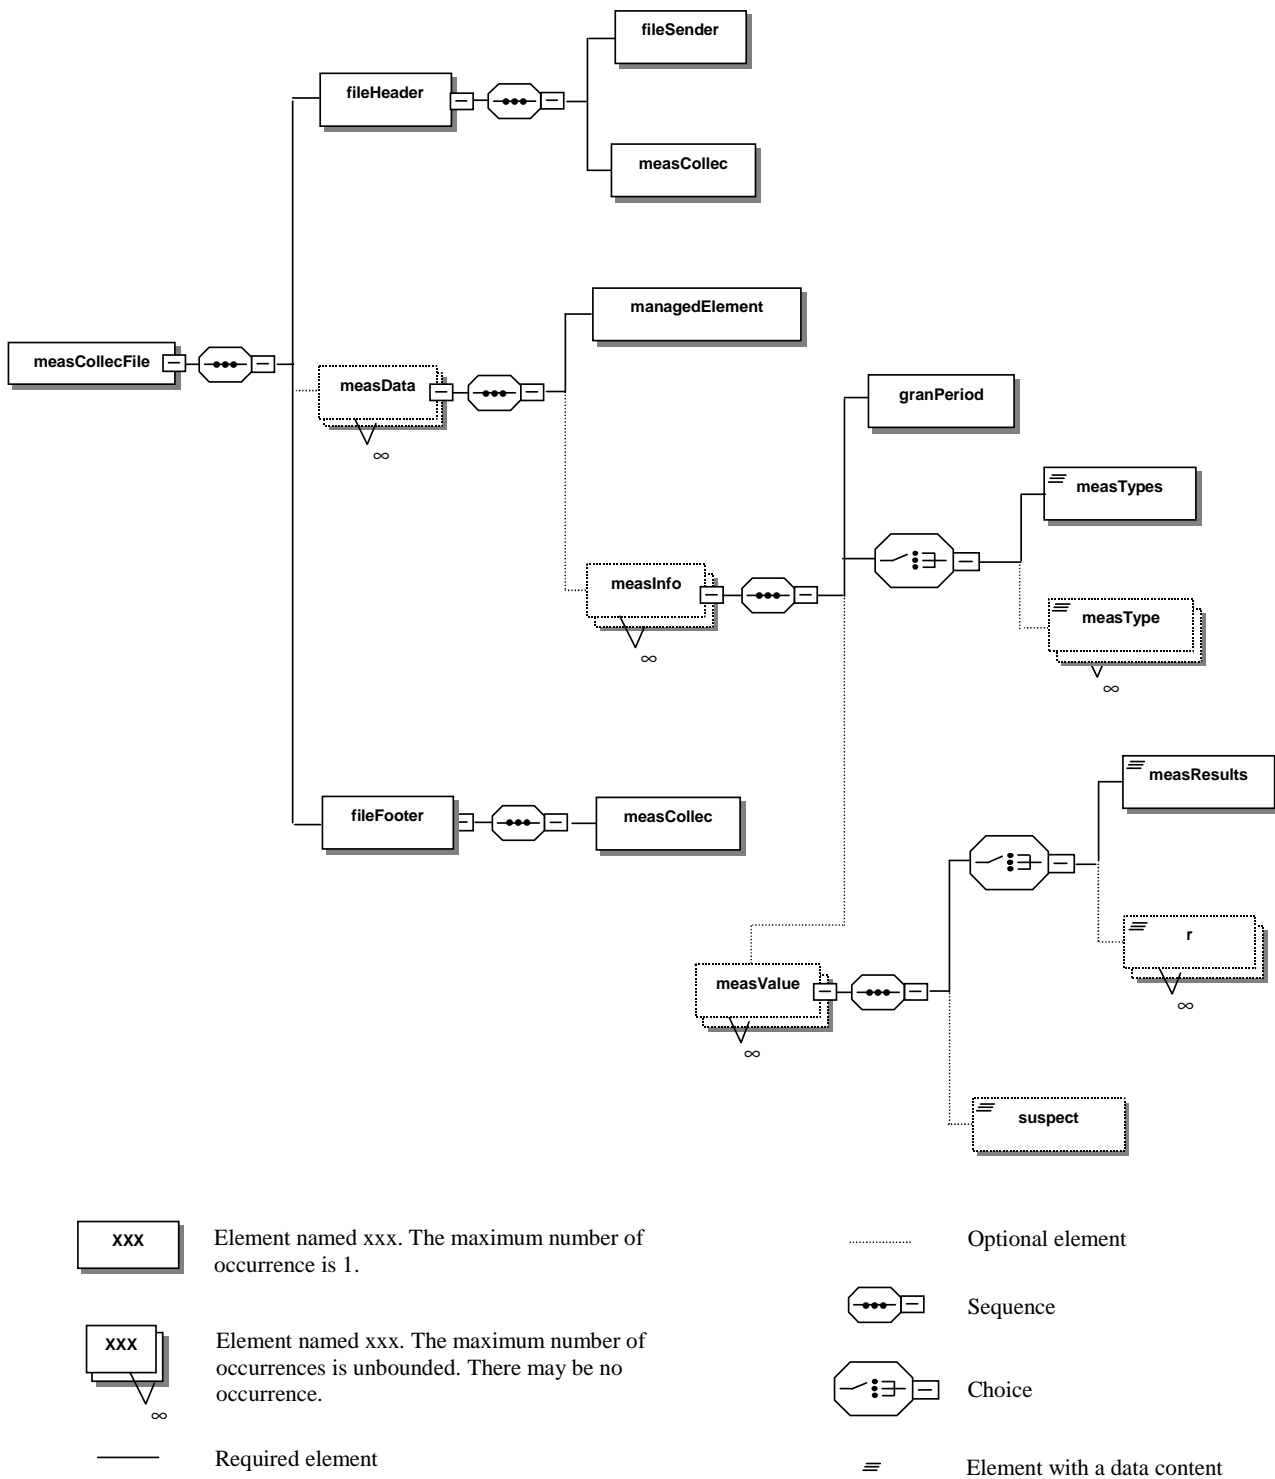 fileSender
fileHeader
measCollec
managedElement
measCollecFile
measData
∞
granPeriod
measTypes
measInfo
∞
measType
∞
measResults
fileFooter
measCollec
r
∞
measValue
∞
suspect
XXX
Element named xxx. The maximum number of
occurrence is 1.
XXX
∞
Element named xxx. The maximum number of
occurrences is unbounded. There may be no
occurrence.
Required element
Optional element
Sequence
Choice
Element with a data content